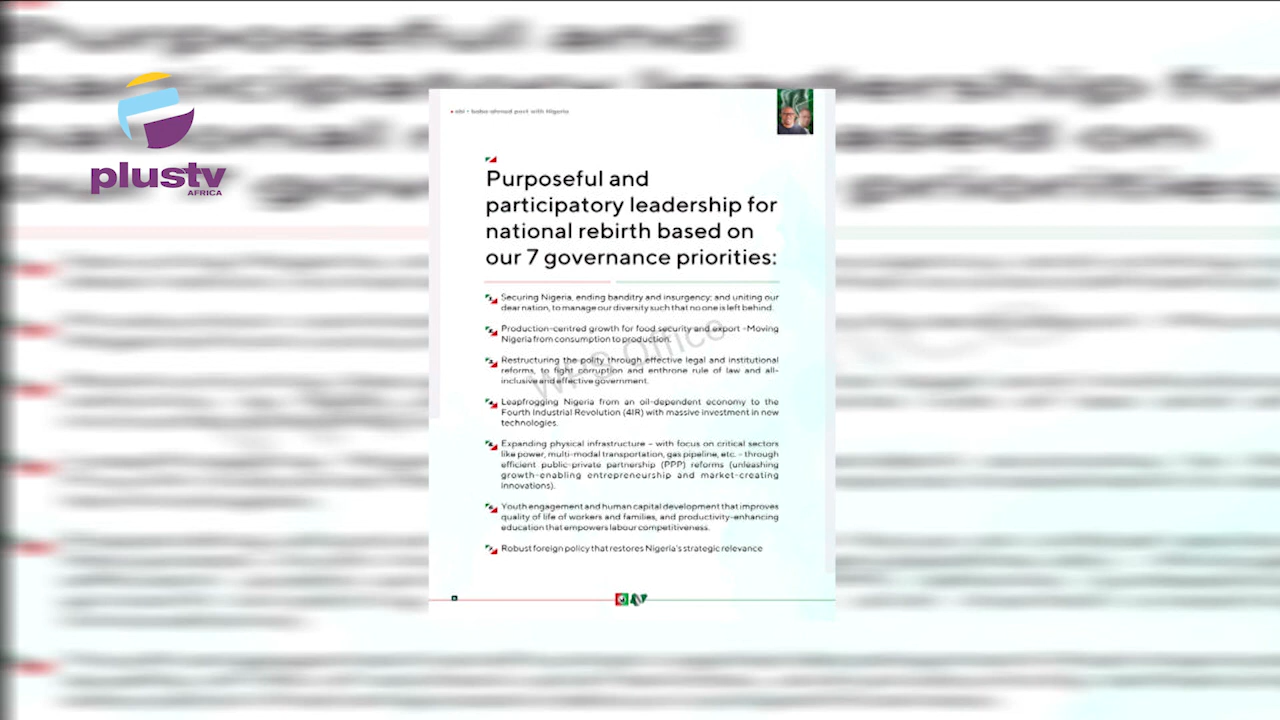 plustv
AFRICA
obi • baba-ahmed pact with Nigeria
Purposeful and
participatory leadership for
national rebirth based on
our 7 governance priorities:
Securing Nigeria, ending banditry and insurgency; and uniting our
dear nation, to manage our diversity such that no one is left behind.
Production-centred growth for food security and export -Moving
Nigeria from consumption to production.
Restructuring the polity through effective legal and institutional
reforms, to fight corruption and enthrone rule of law and all-
inclusive and effective government.
Leapfrogging Nigeria from an oil-dependent economy to the
Fourth Industrial Revolution (4IR) with massive investment in new
technologies.
Expanding physical infrastructure – with focus on critical sectors
like power, multi-modal transportation, gas pipeline, etc. – through
efficient public-private partnership (PPP) reforms (unleashing
growth-enabling entrepreneurship and market-creating
innovations).
Youth engagement and human capital development that improves
quality of life of workers and families, and productivity-enhancing
education that empowers labour competitiveness.
Robust foreign policy that restores Nigeria's strategic relevance
WPS Office